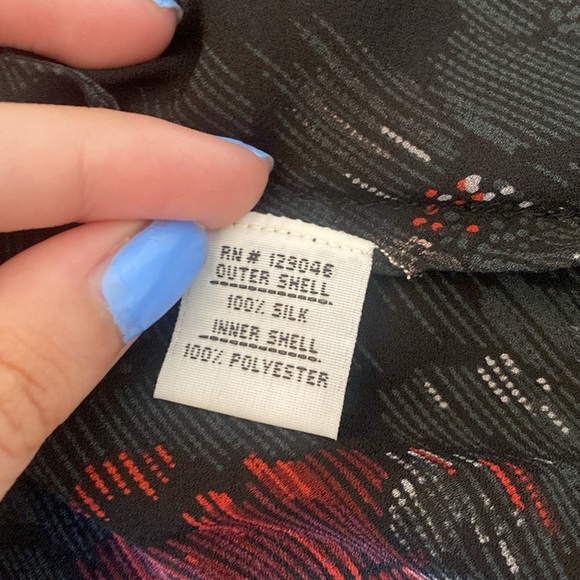 RN # 129046
OUTER SHELL
100% SILK
INNER SHELL
100% POLYESTER